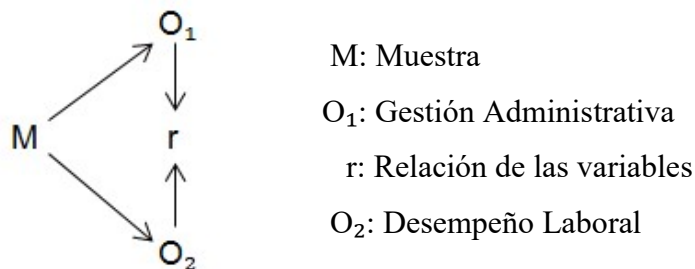 O₁
M
r
O₂
M: Muestra
O₁: Gestión Administrativa
r: Relación de las variables
O₂: Desempeño Laboral